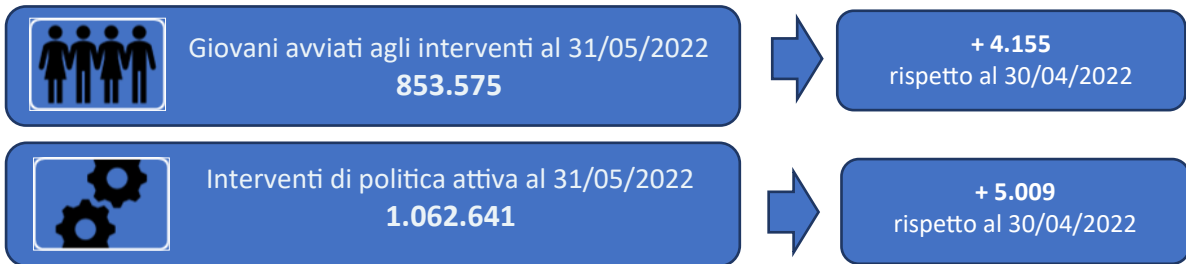 Giovani avviati agli interventi al 31/05/2022
853.575
+ 4.155
rispetto al 30/04/2022
Interventi di politica attiva al 31/05/2022
1.062.641
+ 5.009
rispetto al 30/04/2022